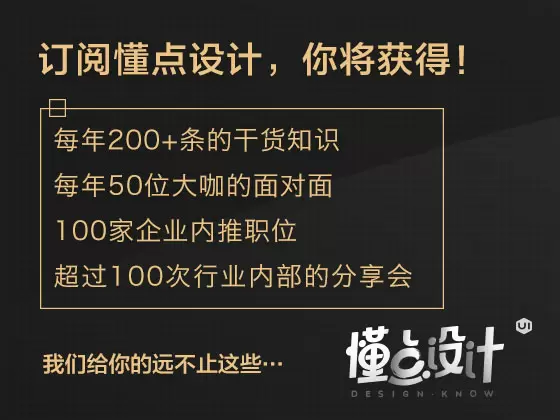 订阅懂点设计，你将获得！
每年200+条的干货知识
每年50位大咖的面对面
100家企业内推职位
超过100次行业内部的分享会
我们给你的远不止这些…
懂点设计
UI
DESIGN·KNOW